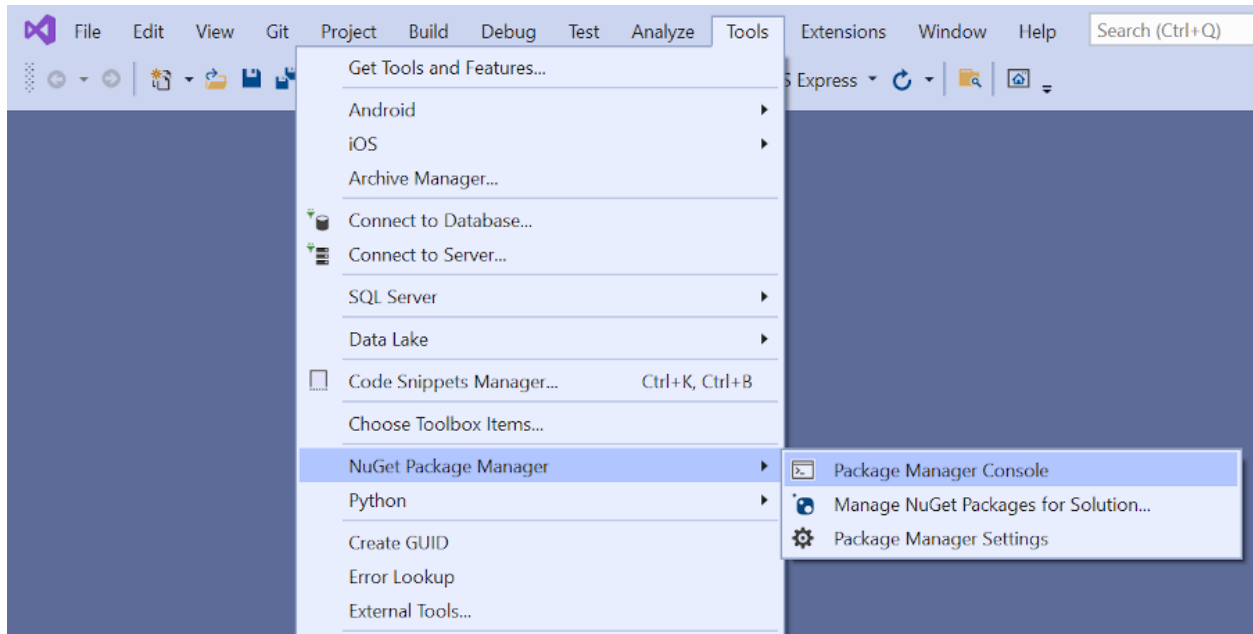 File Edit View Git Project Build Debug Test Analyze Tools Extensions Window Help Search (Ctrl+Q)
Get Tools and Features...
Express
Android
iOS
Archive Manager...
Connect to Database...
Connect to Server...
SQL Server
Data Lake
Code Snippets Manager... Ctrl+K, Ctrl+B
Choose Toolbox Items...
NuGet Package Manager
Python
Create GUID
Error Lookup
External Tools...
Package Manager Console
Manage NuGet Packages for Solution...
Package Manager Settings